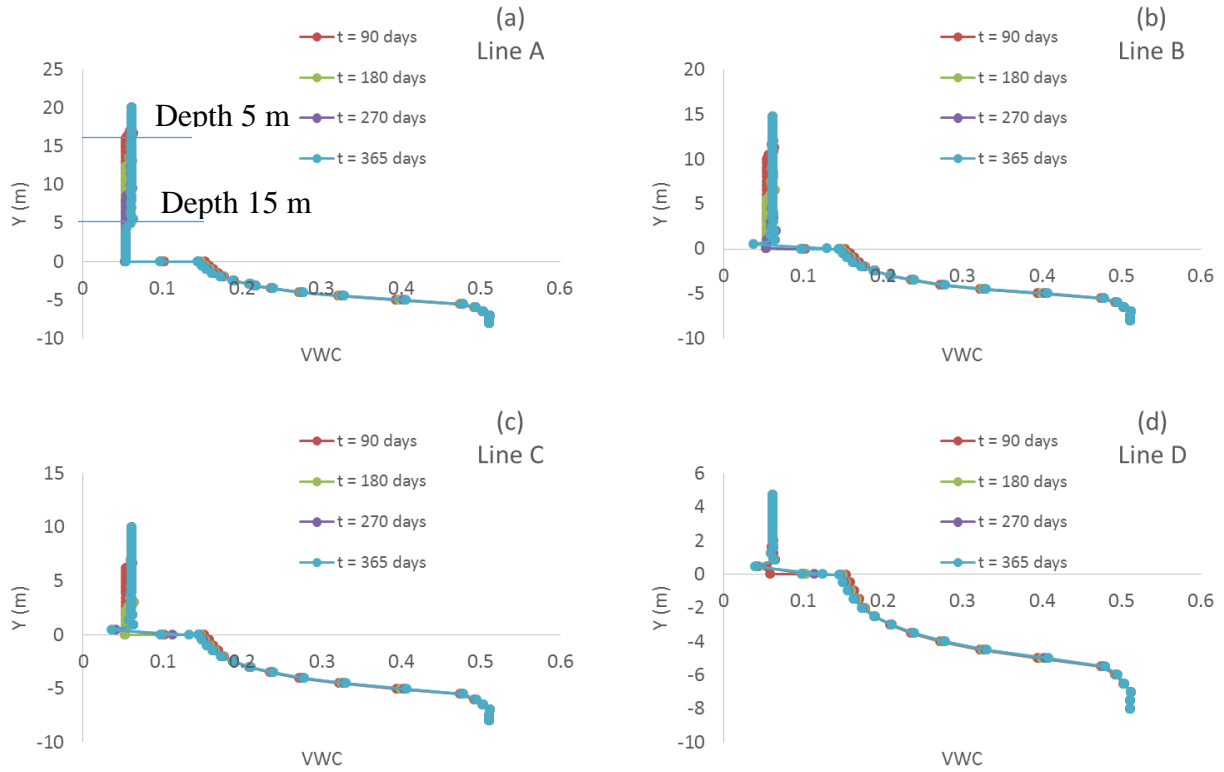 (a)
Line A
t = 90 days
t = 180 days
t = 270 days
t = 365 days
25
20
15
10
5
0
-5
-10
0
0.1
0.2
0.3
0.4
0.5
0.6
Y (m)
VWC
Depth 5 m
Depth 15 m
(b)
Line B
t = 90 days
t = 180 days
t = 270 days
t = 365 days
20
15
10
5
0
-5
-10
0
0.1
0.2
0.3
0.4
0.5
0.6
Y (m)
VWC
(c)
Line C
t = 90 days
t = 180 days
t = 270 days
t = 365 days
15
10
5
0
-5
-10
0
0.1
0.2
0.3
0.4
0.5
0.6
Y (m)
VWC
(d)
Line D
t = 90 days
t = 180 days
t = 270 days
t = 365 days
6
4
2
0
-2
-4
-6
-8
-10
0
0.1
0.2
0.3
0.4
0.5
0.6
Y (m)
VWC